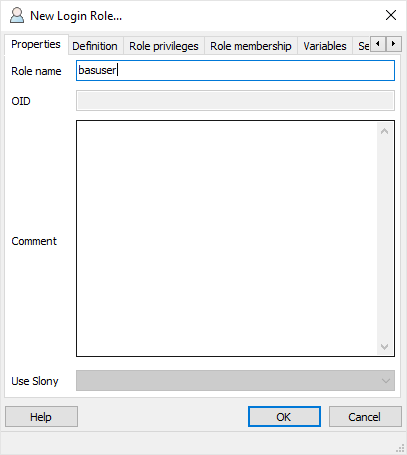 New Login Role...
Properties Definition Role privileges Role membership Variables Se
Role name basuser
OID
Comment
Use Slony
Help OK Cancel